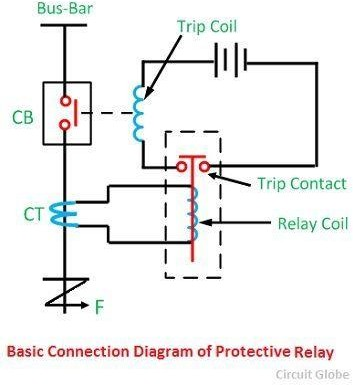 Bus-Bar
Trip Coil
CB
Trip Contact
CT
Relay Coil
F
Basic Connection Diagram of Protective Relay
Circuit Globe